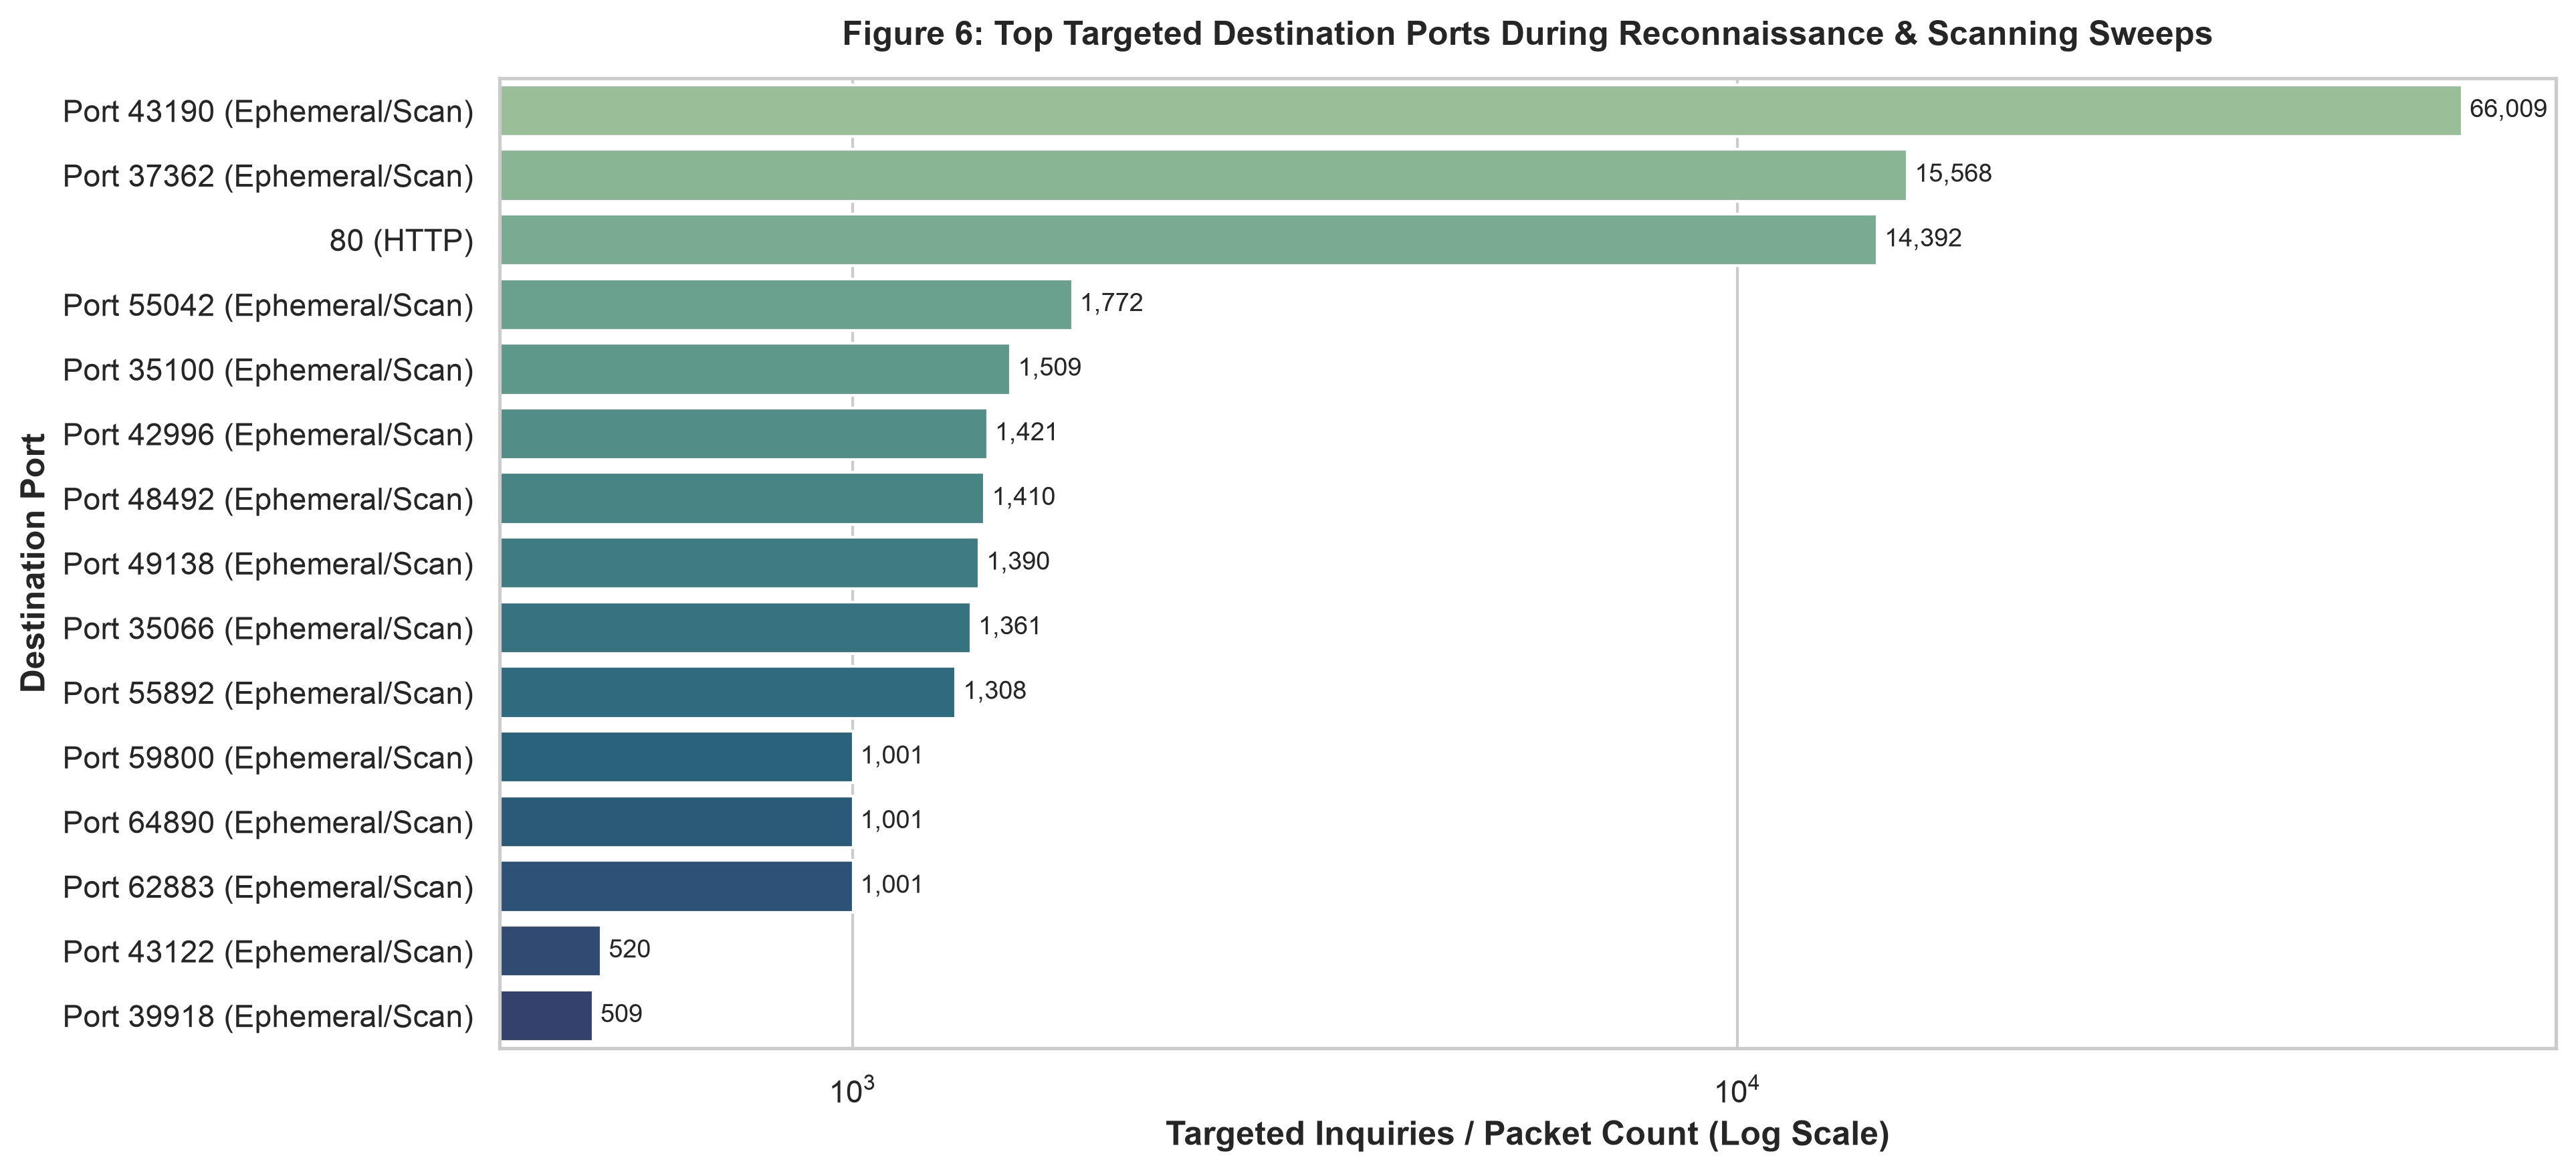 Figure 6: Top Targeted Destination Ports During Reconnaissance & Scanning Sweeps
Destination Port
Port 43190 (Ephemeral/Scan) 66,009
Port 37362 (Ephemeral/Scan) 15,568
80 (HTTP) 14,392
Port 55042 (Ephemeral/Scan) 1,772
Port 35100 (Ephemeral/Scan) 1,509
Port 42996 (Ephemeral/Scan) 1,421
Port 48492 (Ephemeral/Scan) 1,410
Port 49138 (Ephemeral/Scan) 1,390
Port 35066 (Ephemeral/Scan) 1,361
Port 55892 (Ephemeral/Scan) 1,308
Port 59800 (Ephemeral/Scan) 1,001
Port 64890 (Ephemeral/Scan) 1,001
Port 62883 (Ephemeral/Scan) 1,001
Port 43122 (Ephemeral/Scan) 520
Port 39918 (Ephemeral/Scan) 509
10³ 10⁴
Targeted Inquiries / Packet Count (Log Scale)